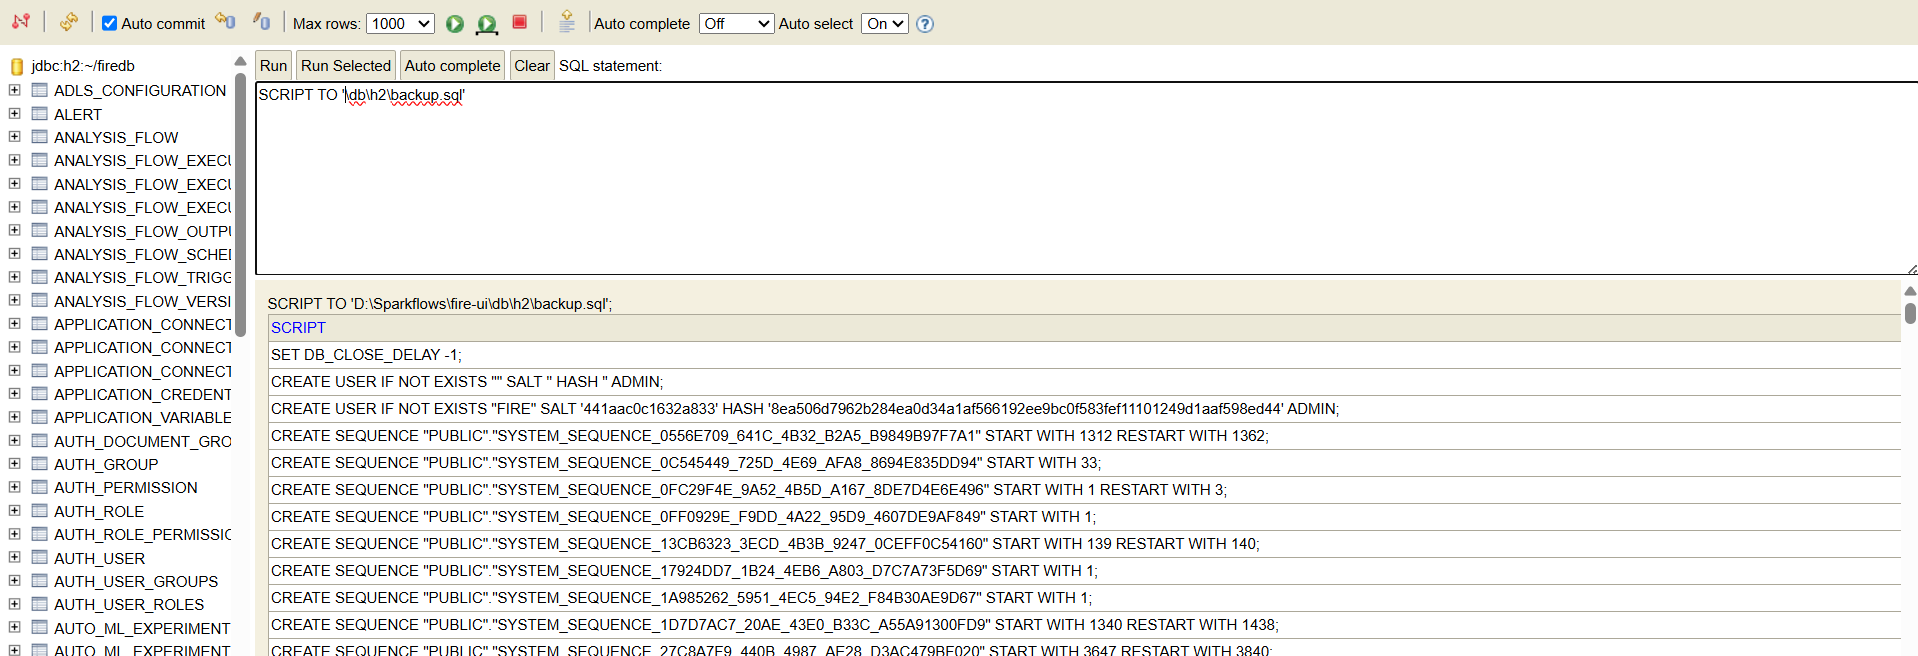 Auto commit Max rows: 1000 Auto complete Off Auto select On ?
jdbc:h2:~/firedb
ADLS_CONFIGURATION
ALERT
ANALYSIS_FLOW
ANALYSIS_FLOW_EXECU
ANALYSIS_FLOW_EXECU
ANALYSIS_FLOW_EXECU
ANALYSIS_FLOW_OUTPU
ANALYSIS_FLOW_SCHEI
ANALYSIS_FLOW_TRIGG
ANALYSIS_FLOW_VERSI
APPLICATION_CONNECT
APPLICATION_CONNECT
APPLICATION_CONNECT
APPLICATION_CREDENT
APPLICATION_VARIABLE
AUTH_DOCUMENT_GRO
AUTH_GROUP
AUTH_PERMISSION
AUTH_ROLE
AUTH_ROLE_PERMISSIO
AUTH_USER
AUTH_USER_GROUPS
AUTH_USER_ROLES
AUTO_ML_EXPERIMENT
AUTO_ML_EXPERIMENT
Run Run Selected Auto complete Clear SQL statement:
SCRIPT TO '\db\h2\backup.sql'
SCRIPT TO 'D:\Sparkflows\fire-ui\db\h2\backup.sql';
SCRIPT
SET DB_CLOSE_DELAY -1;
CREATE USER IF NOT EXISTS "" SALT '' HASH '' ADMIN;
CREATE USER IF NOT EXISTS "FIRE" SALT '441aac0c1632a833' HASH '8ea506d7962b284ea0d34a1af566192ee9bc0f583fef11101249d1aaf598ed44' ADMIN;
CREATE SEQUENCE "PUBLIC"."SYSTEM_SEQUENCE_0556E709_641C_4B32_B2A5_B9849B97F7A1" START WITH 1312 RESTART WITH 1362;
CREATE SEQUENCE "PUBLIC"."SYSTEM_SEQUENCE_0C545449_725D_4E69_AFA8_8694E835DD94" START WITH 33;
CREATE SEQUENCE "PUBLIC"."SYSTEM_SEQUENCE_0FC29F4E_9A52_4B5D_A167_8DE7D4E6E496" START WITH 1 RESTART WITH 3;
CREATE SEQUENCE "PUBLIC"."SYSTEM_SEQUENCE_0FF0929E_F9DD_4A22_95D9_4607DE9AF849" START WITH 1;
CREATE SEQUENCE "PUBLIC"."SYSTEM_SEQUENCE_13CB6323_3ECD_4B3B_9247_0CEFF0C54160" START WITH 139 RESTART WITH 140;
CREATE SEQUENCE "PUBLIC"."SYSTEM_SEQUENCE_17924DD7_1B24_4EB6_A803_D7C7A73F5D69" START WITH 1;
CREATE SEQUENCE "PUBLIC"."SYSTEM_SEQUENCE_1A985262_5951_4EC5_94E2_F84B30AE9D67" START WITH 1;
CREATE SEQUENCE "PUBLIC"."SYSTEM_SEQUENCE_1D7D7AC7_20AE_43E0_B33C_A55A91300FD9" START WITH 1340 RESTART WITH 1438;
CREATE SEQUENCE "PUBLIC"."SYSTEM_SEQUENCE_27C8A7E9_440B_4987_AE28_D3AC479BE020" START WITH 3647 RESTART WITH 3840;